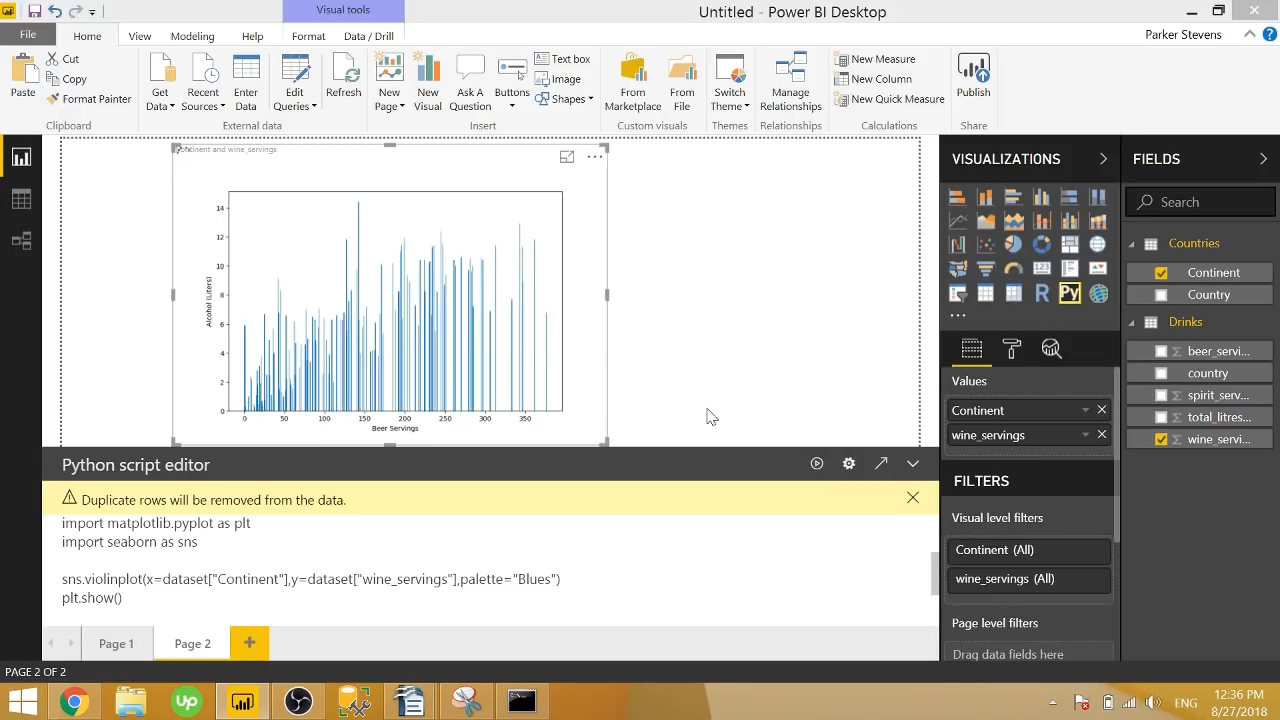 Visual tools
Untitled - Power BI Desktop
File
Home
View
Modeling
Help
Format
Data / Drill
Parker Stevens
Paste
Cut
Copy
Format Painter
Clipboard
Get
Data
Recent
Sources
Enter
Data
External data
Edit
Queries
Refresh
New
Page
New
Visual
Ask A
Question
Buttons
Text box
Image
Shapes
Insert
From
Marketplace
From
File
Custom visuals
Switch
Theme
Themes
Manage
Relationships
Relationships
New Measure
New Column
New Quick Measure
Calculations
Publish
Share
and wine_servings
14
12
10
8
6
4
2
0
Alcohol (Liters)
0 50 100 150 200 250 300 350
Beer Servings
VISUALIZATIONS
R
Py
123
Values
Continent
wine_servings
FILTERS
Visual level filters
Continent (All)
wine_servings (All)
Page level filters
Drag data fields here
FIELDS
Search
Countries
Continent
Country
Drinks
beer_servi...
country
spirit_serv...
total_litres...
wine_servi...
Python script editor
Duplicate rows will be removed from the data.
import matplotlib.pyplot as plt
import seaborn as sns
sns.violinplot(x=dataset["Continent"],y=dataset["wine_servings"],palette="Blues")
plt.show()
Page 1
Page 2
PAGE 2 OF 2
Up
ENG
12:36 PM
8/27/2018